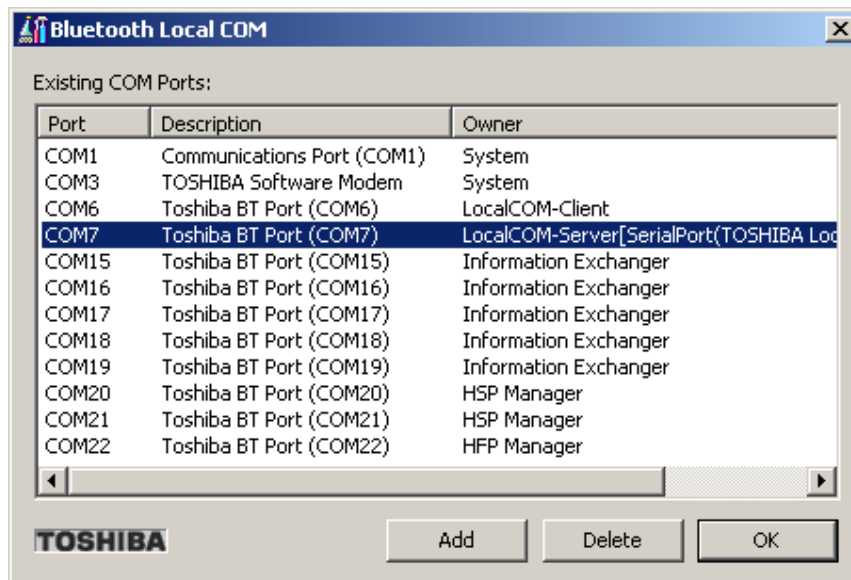 Bluetooth Local COM
Existing COM Ports:
Port Description Owner
COM1 Communications Port (COM1) System
COM3 TOSHIBA Software Modem System
COM6 Toshiba BT Port (COM6) LocalCOM-Client
COM7 Toshiba BT Port (COM7) LocalCOM-Server[SerialPort(TOSHIBA Loc
COM15 Toshiba BT Port (COM15) Information Exchanger
COM16 Toshiba BT Port (COM16) Information Exchanger
COM17 Toshiba BT Port (COM17) Information Exchanger
COM18 Toshiba BT Port (COM18) Information Exchanger
COM19 Toshiba BT Port (COM19) Information Exchanger
COM20 Toshiba BT Port (COM20) HSP Manager
COM21 Toshiba BT Port (COM21) HSP Manager
COM22 Toshiba BT Port (COM22) HFP Manager
TOSHIBA Add Delete OK